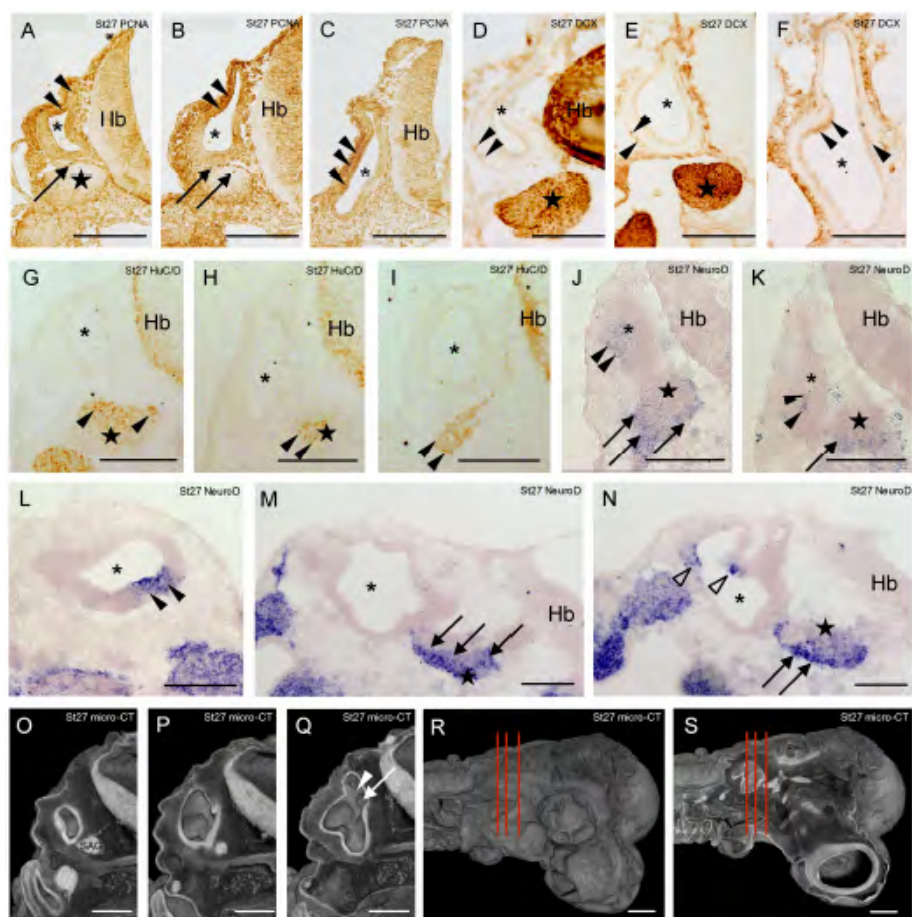 A St27 PCNA
B St27 PCNA
C St27 PCNA
D St27 DCX
E St27 DCX
F St27 DCX
Hb
Hb
Hb
Hb
G St27 HuC/D
H St27 HuC/D
I St27 HuC/D
J St27 NeuroD
K St27 NeuroD
Hb
Hb
Hb
Hb
Hb
L St27 NeuroD
M St27 NeuroD
N St27 NeuroD
Hb
Hb
O St27 micro-CT
P St27 micro-CT
Q St27 micro-CT
R St27 micro-CT
S St27 micro-CT
SAG